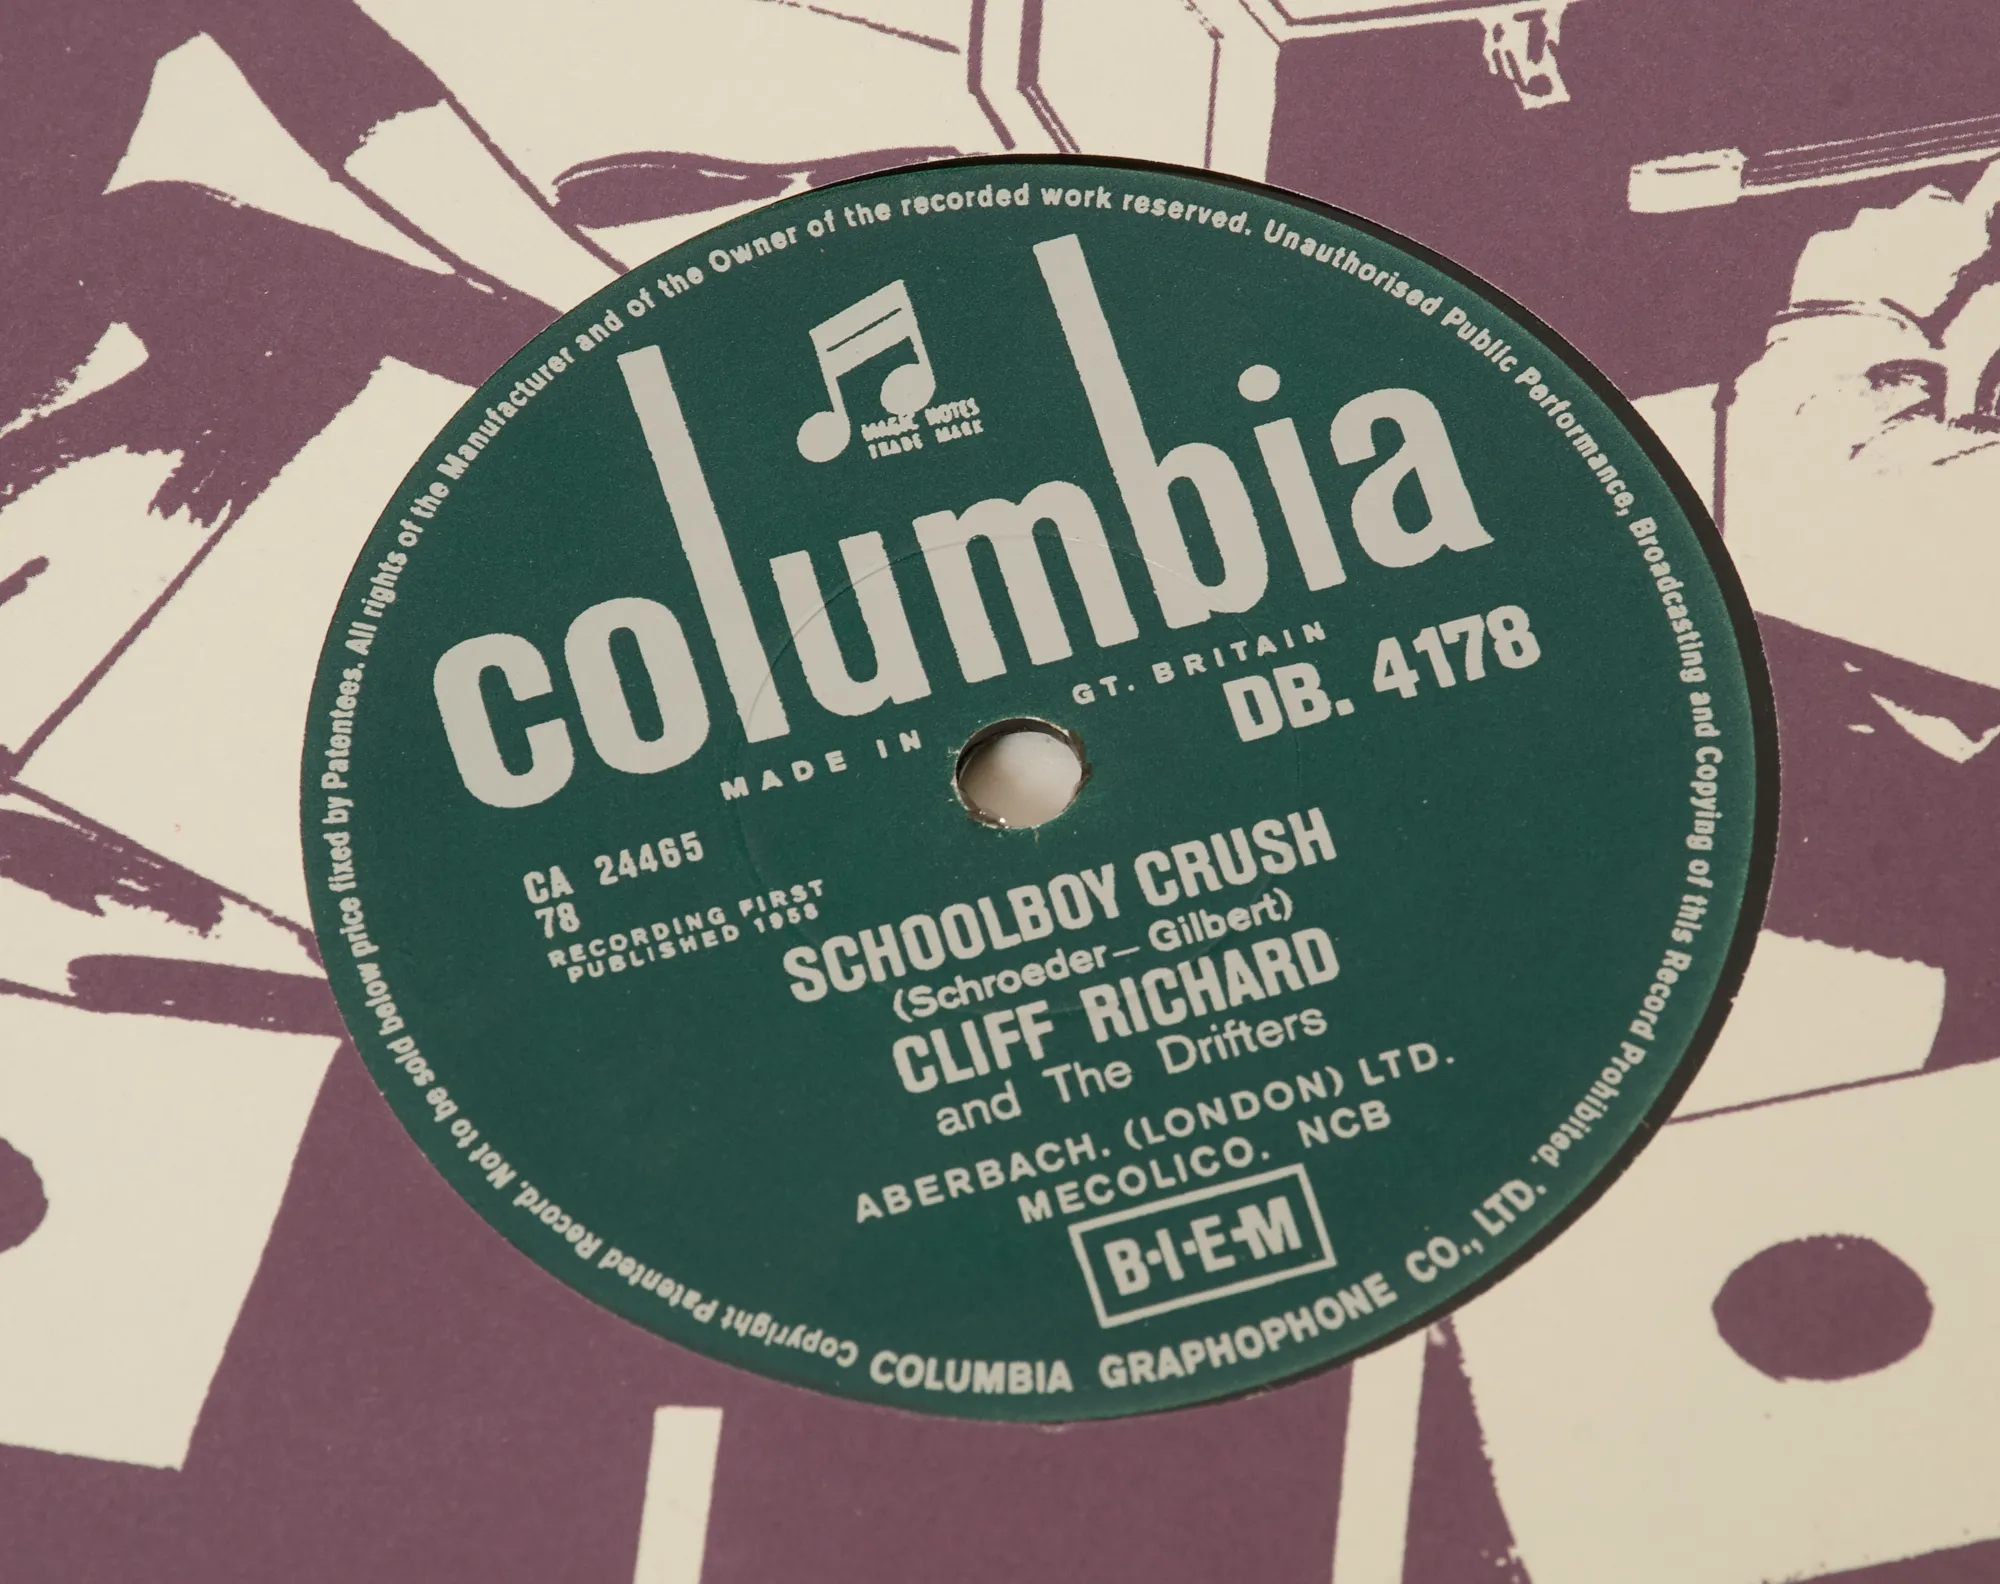 Copyright Patented Record. Not to be sold below price fixed by Patentees. All rights of the Manufacturer and of the Owner of the recorded work reserved. Unauthorised Public Performance, Broadcasting and Copying of this Record Prohibited.
MAGIC NOTES
TRADE MARK
columbia
MADE IN GT. BRITAIN
DB. 4178
CA 24465
78
RECORDING FIRST
PUBLISHED 1958
SCHOOLBOY CRUSH
(Schroeder—Gilbert)
CLIFF RICHARD
and The Drifters
ABERBACH. (LONDON) LTD.
MECOLICO. NCB
B·I·E·M
COLUMBIA GRAPHOPHONE CO., LTD.